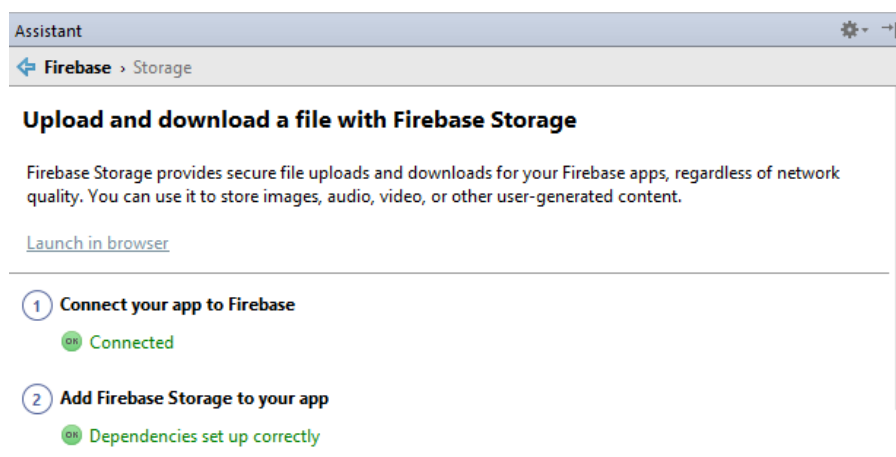 Assistant
Firebase › Storage
Upload and download a file with Firebase Storage
Firebase Storage provides secure file uploads and downloads for your Firebase apps, regardless of network
quality. You can use it to store images, audio, video, or other user-generated content.
Launch in browser
1 Connect your app to Firebase
OK Connected
2 Add Firebase Storage to your app
OK Dependencies set up correctly